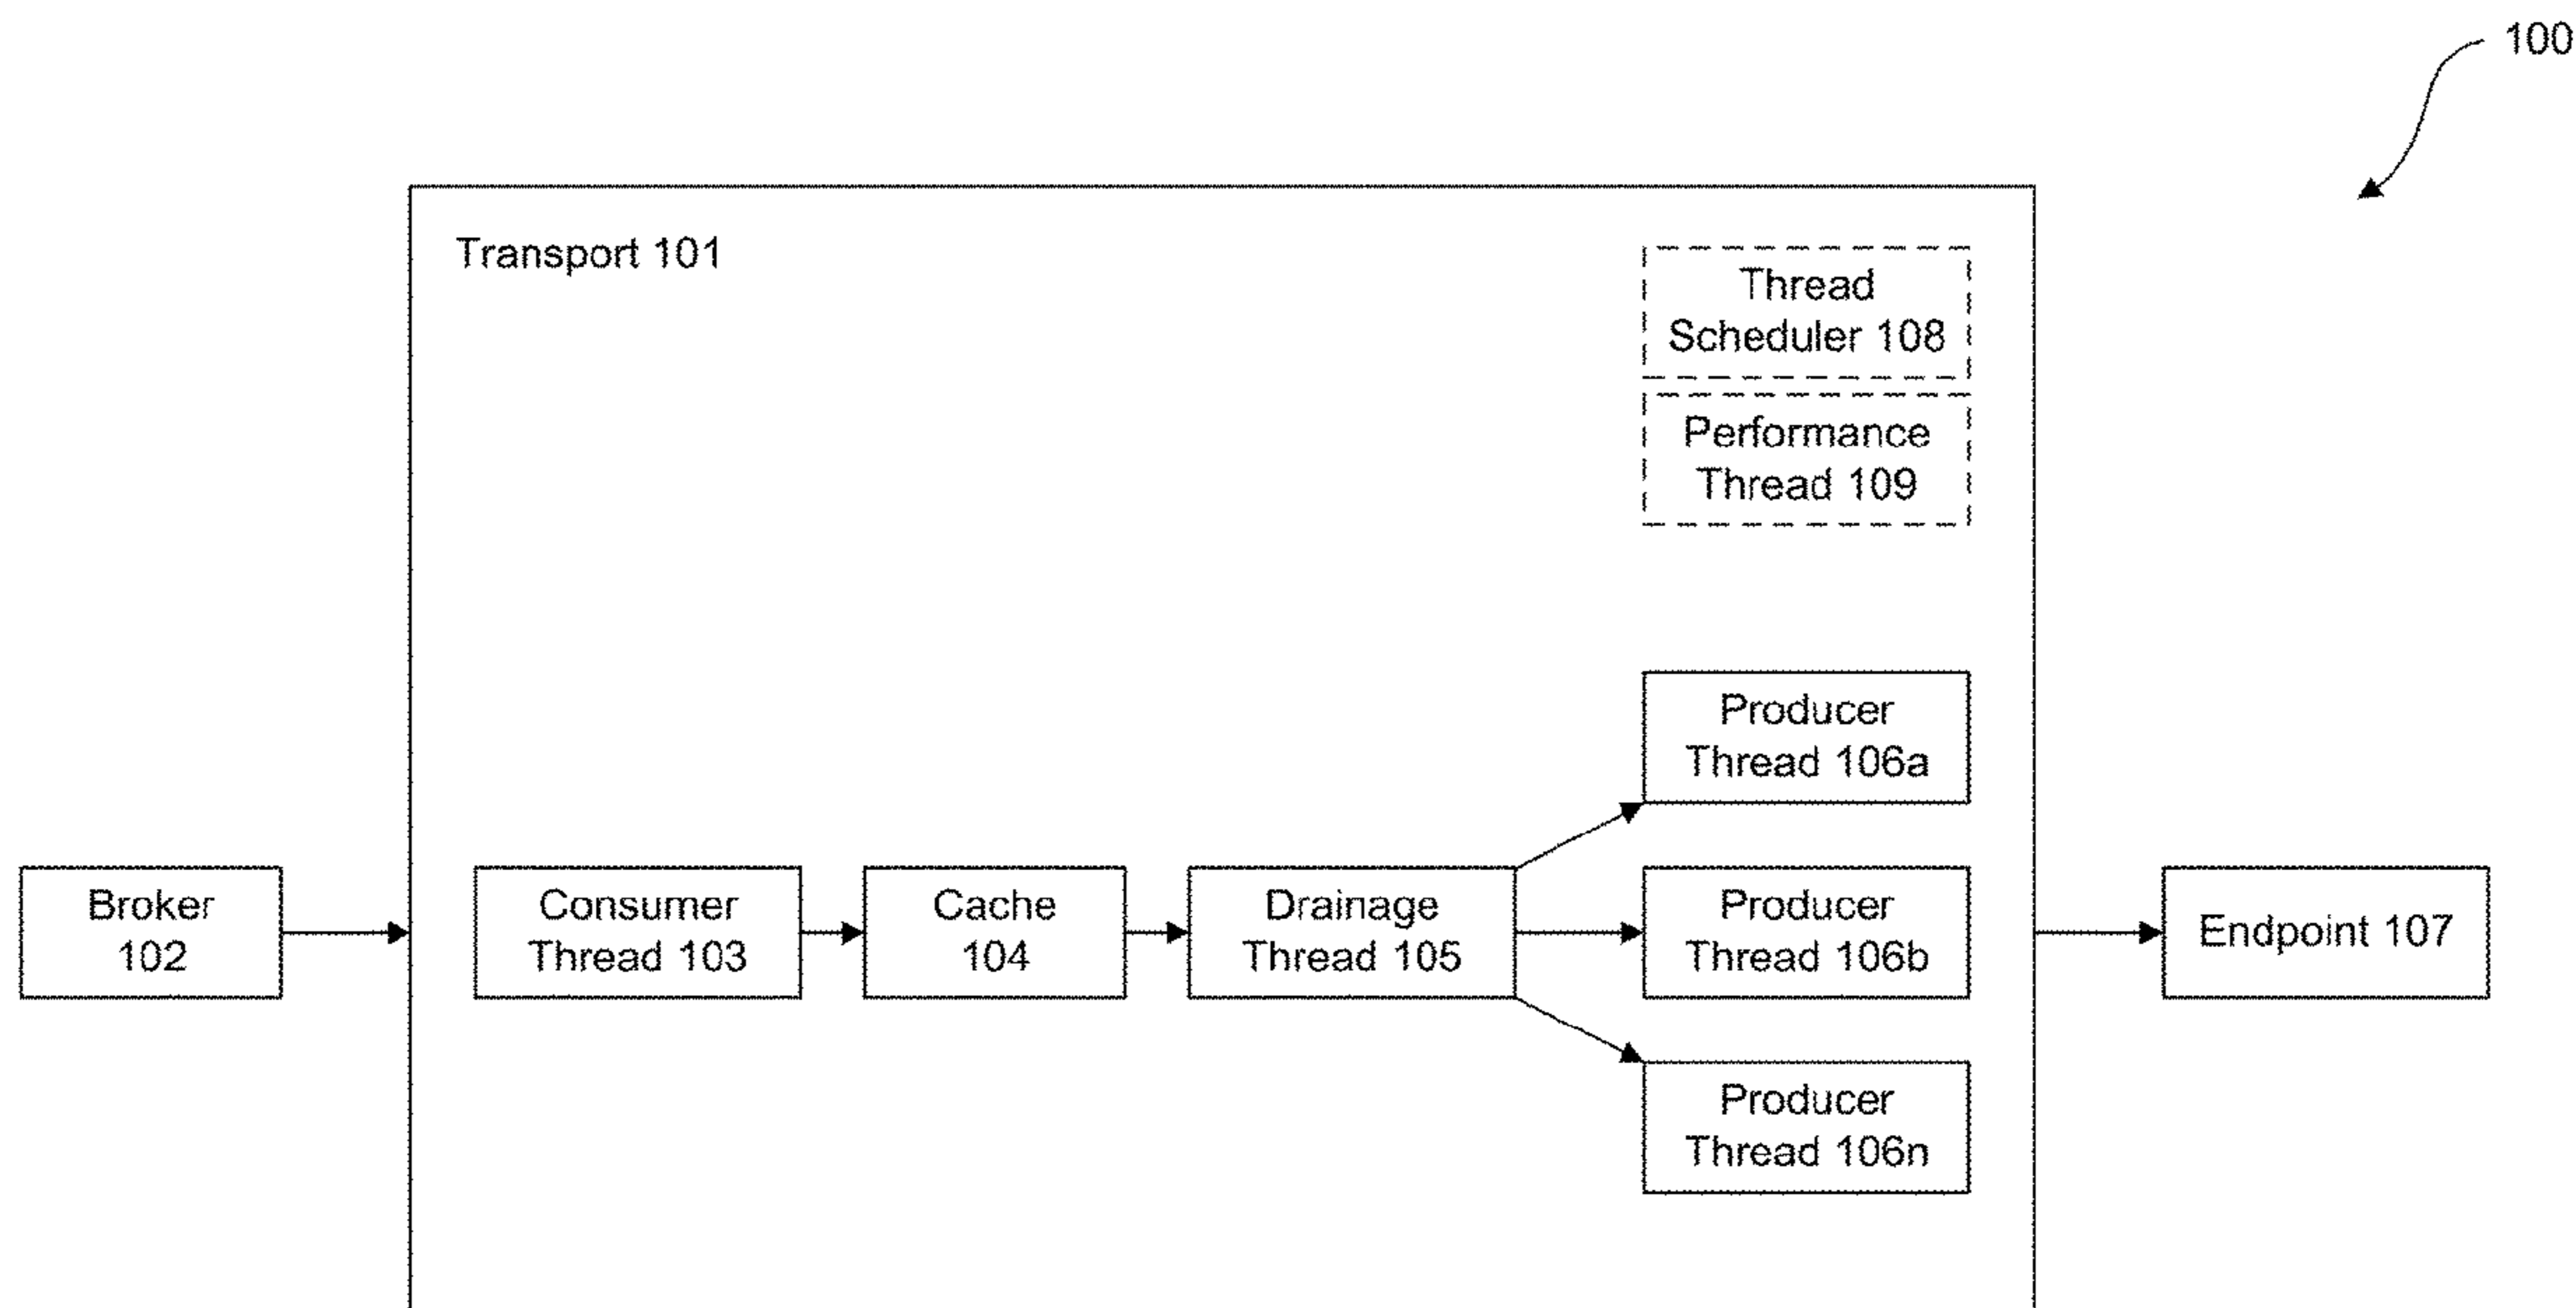 100
Transport 101
Thread
Scheduler 108
Performance
Thread 109
Producer
Thread 106a
Broker
102
Consumer
Thread 103
Cache
104
Drainage
Thread 105
Producer
Thread 106b
Endpoint 107
Producer
Thread 106n